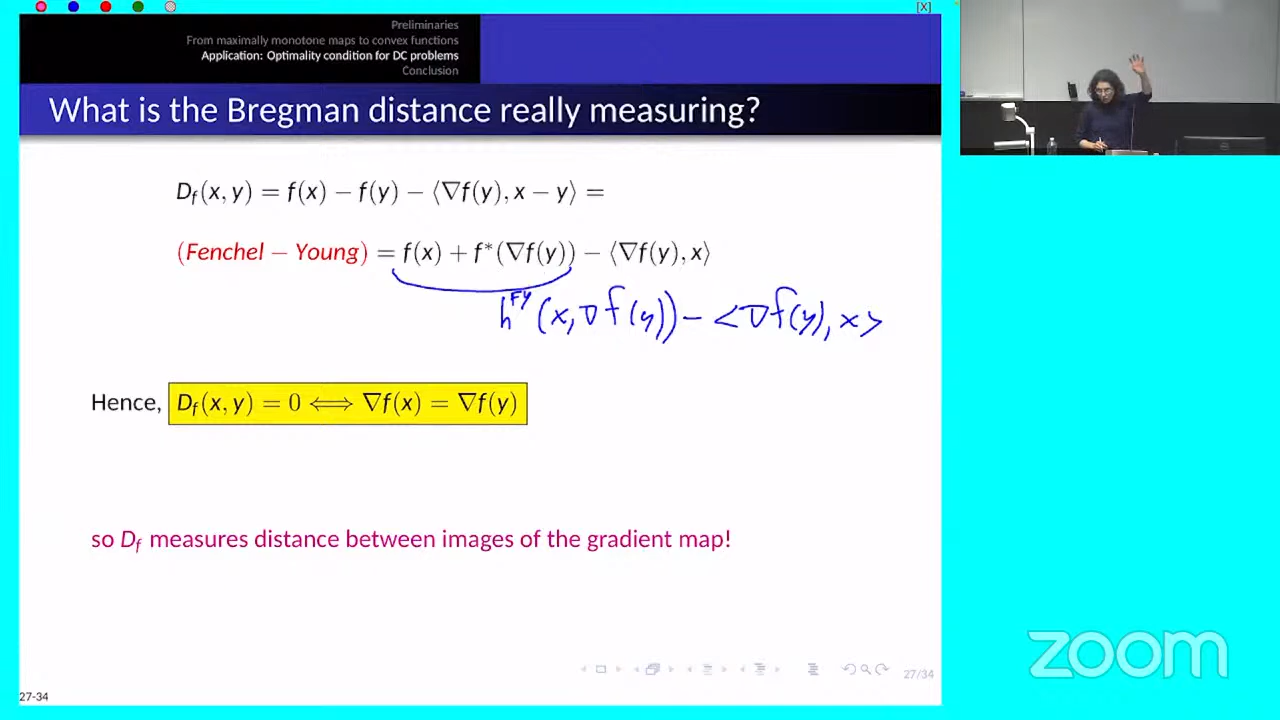 [X]
Preliminaries
From maximally monotone maps to convex functions
Application: Optimality condition for DC problems
Conclusion
What is the Bregman distance really measuring?
D_f(x, y) = f(x) − f(y) − ⟨∇f(y), x − y⟩ =
(Fenchel − Young) = f(x) + f*(∇f(y)) − ⟨∇f(y), x⟩
h^FY (x, ∇f(y)) − <∇f(y), x>
Hence, D_f(x, y) = 0 ⟺ ∇f(x) = ∇f(y)
so D_f measures distance between images of the gradient map!
27/34
27-34
zoom